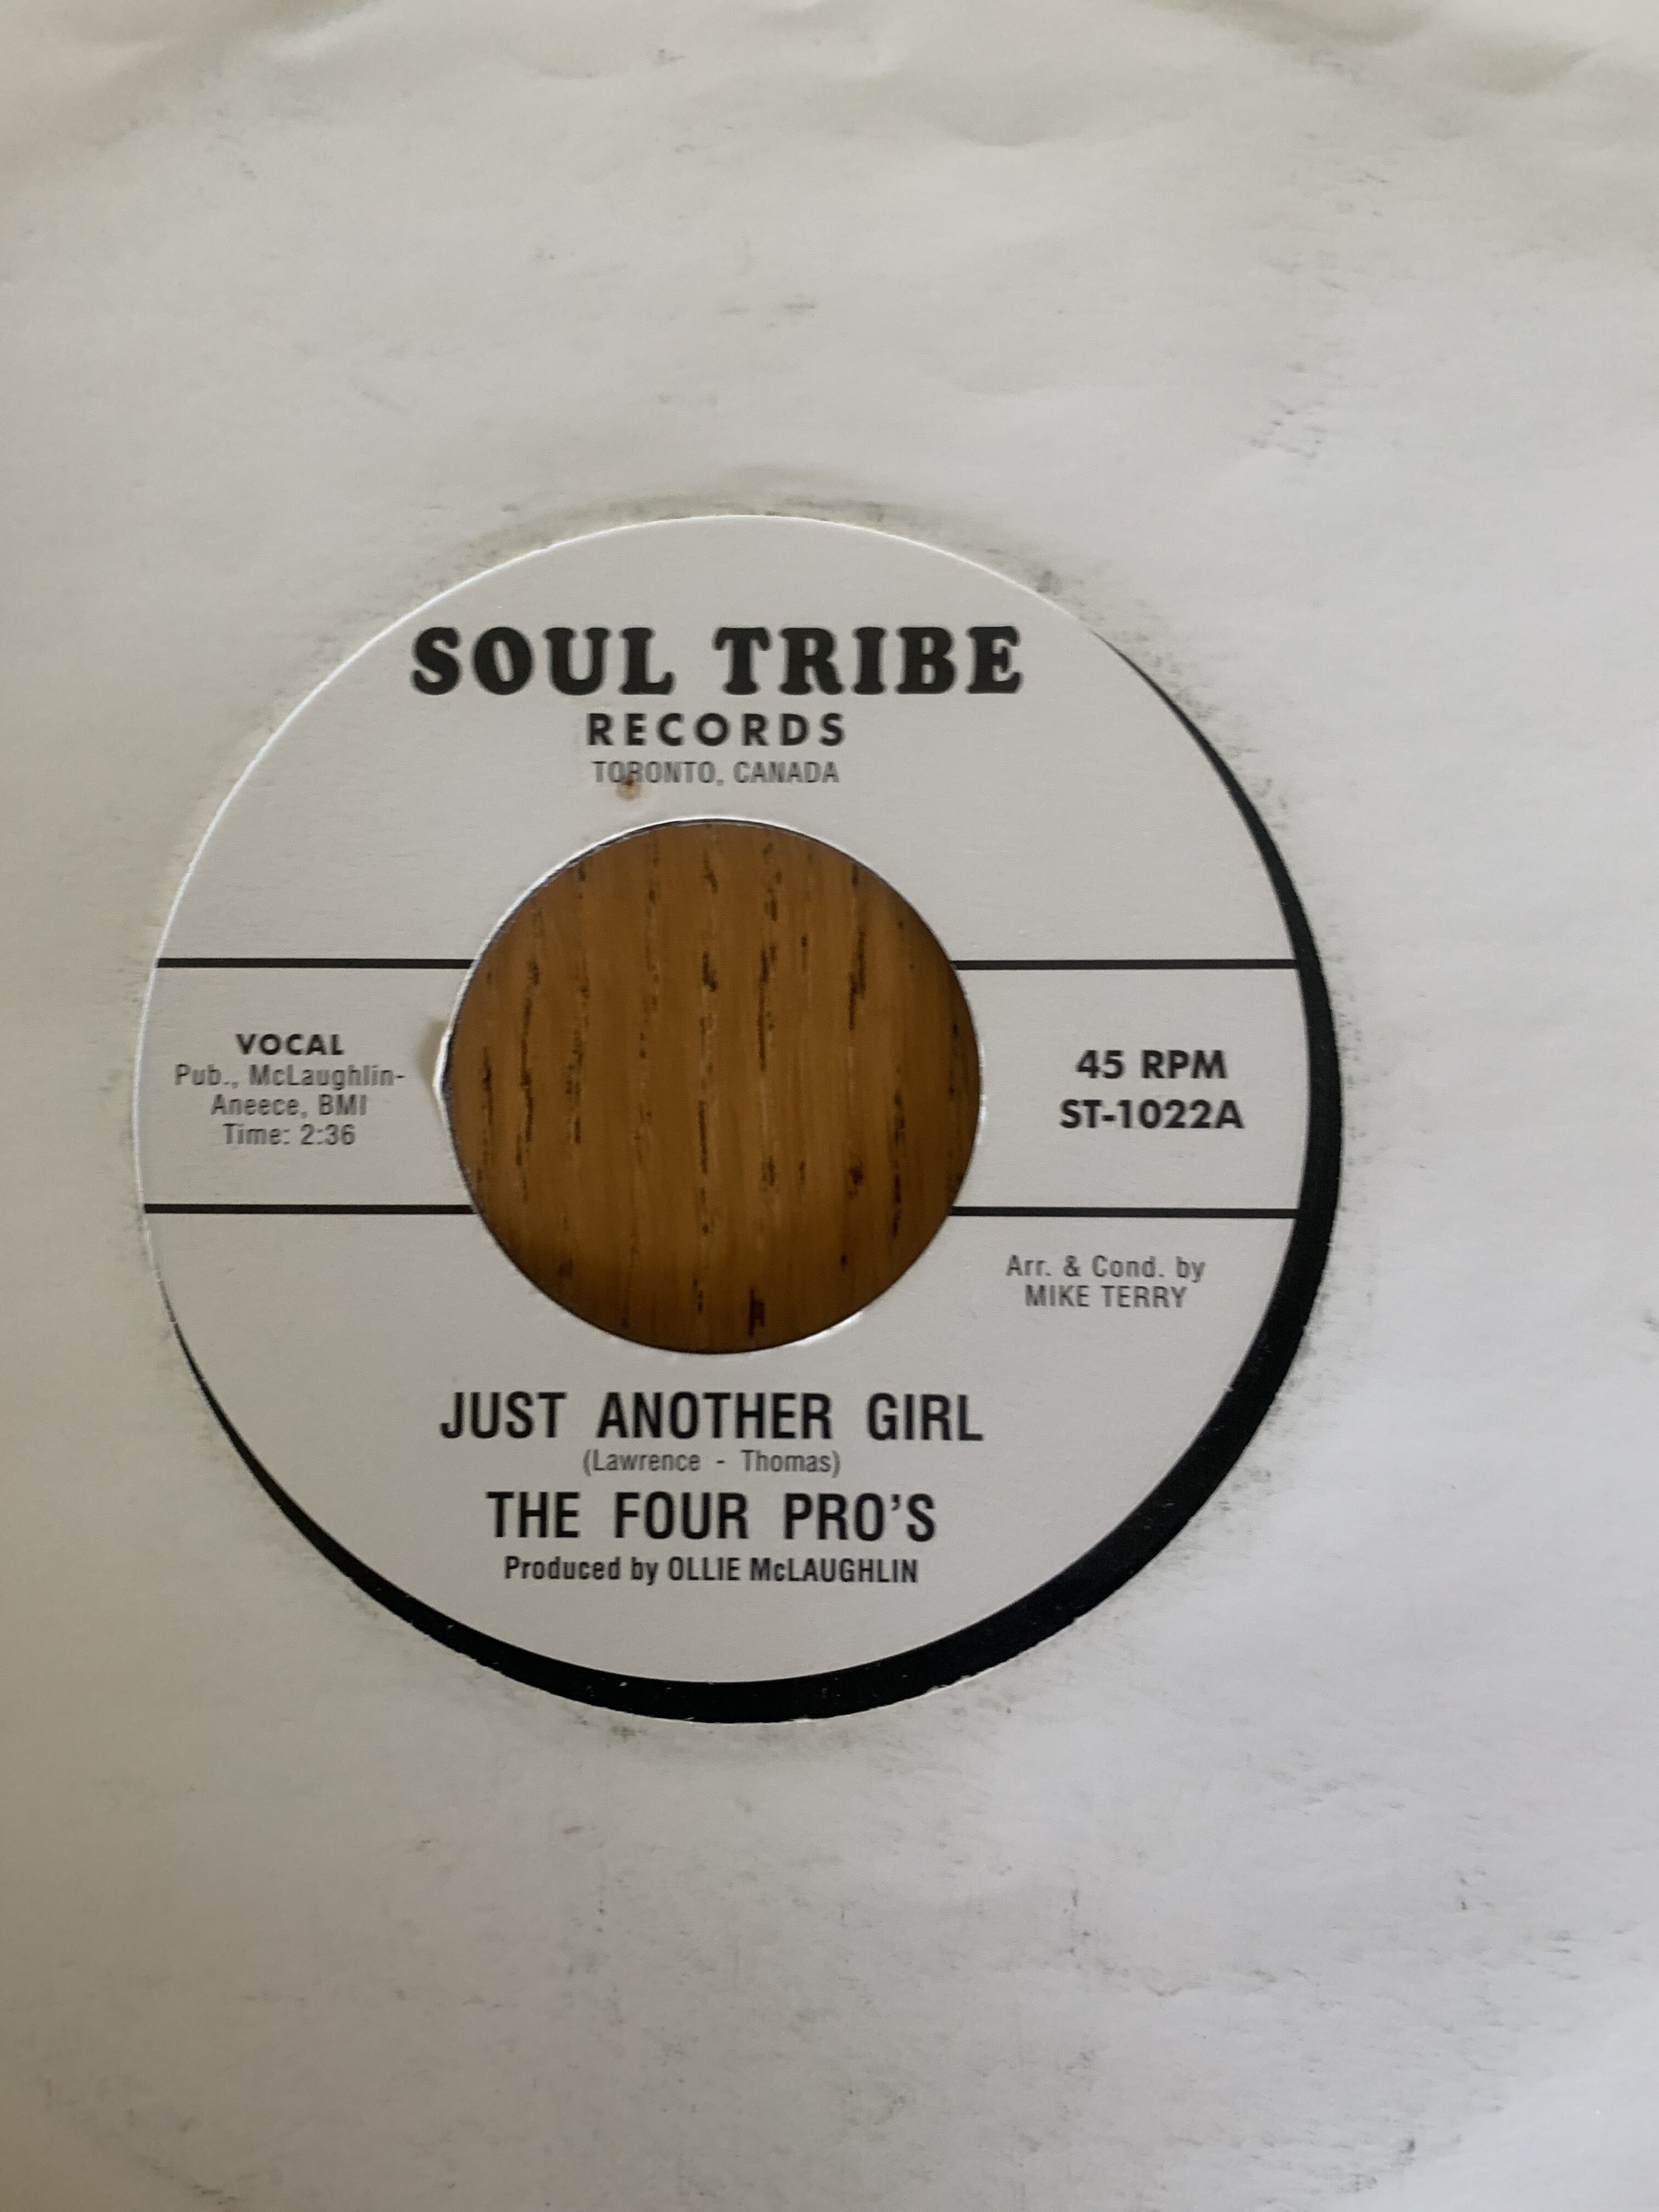 SOUL TRIBE
RECORDS
TORONTO, CANADA
VOCAL
Pub., McLaughlin-
Aneece, BMI
Time: 2:36
45 RPM
ST-1022A
Arr. & Cond. by
MIKE TERRY
JUST ANOTHER GIRL
(Lawrence - Thomas)
THE FOUR PRO'S
Produced by OLLIE McLAUGHLIN